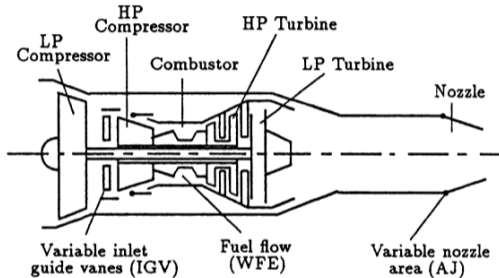 HP
Compressor
HP Turbine
LP
Compressor
Combustor
LP Turbine
Nozzle
Variable inlet
guide vanes (IGV)
Fuel flow
(WFE)
Variable nozzle
area (AJ)